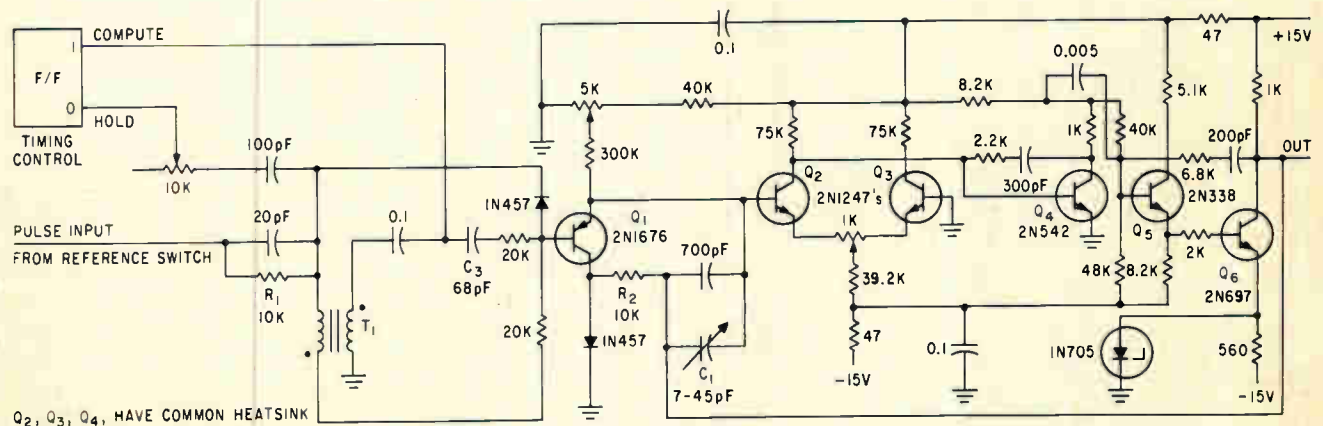 1
COMPUTE
F/F
0
HOLD
TIMING
CONTROL
10K
100pF
PULSE INPUT
FROM REFERENCE SWITCH
20pF
R1
10K
T1
0.1
C3
68pF
20K
1N457
20K
Q1
2N1676
1N457
R2
10K
700pF
C1
7-45pF
0.1
5K
40K
300K
75K
75K
Q2
Q3
2N1247's
1K
39.2K
47
-15V
0.1
8.2K
0.005
2.2K
300pF
1K
Q4
2N542
40K
5.1K
47
+15V
1K
200pF
OUT
6.8K
2N338
Q5
48K
8.2K
2K
Q6
2N697
1N705
560
-15V
Q2, Q3, Q4, HAVE COMMON HEATSINK